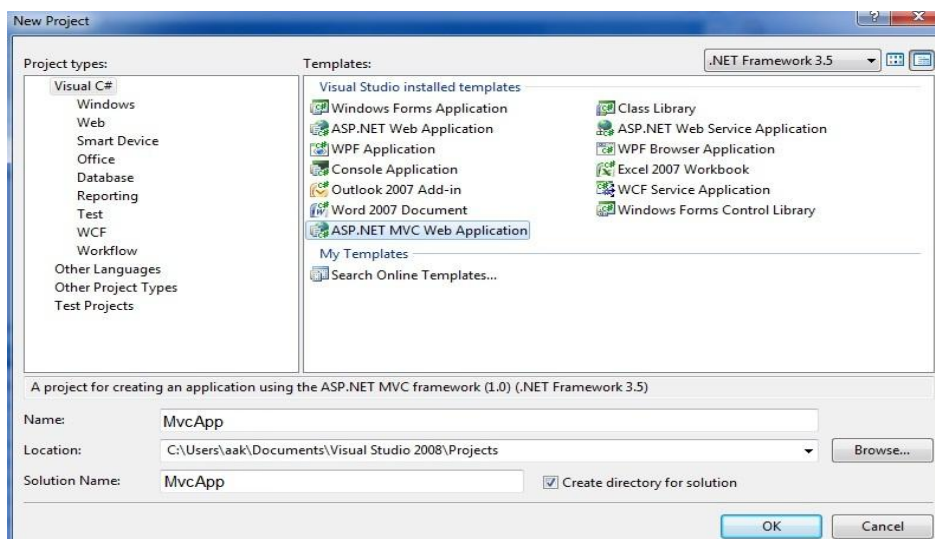 New Project
Project types:
Templates:
.NET Framework 3.5
Visual C#
Windows
Web
Smart Device
Office
Database
Reporting
Test
WCF
Workflow
Other Languages
Other Project Types
Test Projects
Visual Studio installed templates
Windows Forms Application
ASP.NET Web Application
WPF Application
Console Application
Outlook 2007 Add-in
Word 2007 Document
ASP.NET MVC Web Application
Class Library
ASP.NET Web Service Application
WPF Browser Application
Excel 2007 Workbook
WCF Service Application
Windows Forms Control Library
My Templates
Search Online Templates...
A project for creating an application using the ASP.NET MVC framework (1.0) (.NET Framework 3.5)
Name:
MvcApp
Location:
C:\Users\aak\Documents\Visual Studio 2008\Projects
Browse...
Solution Name:
MvcApp
Create directory for solution
OK
Cancel